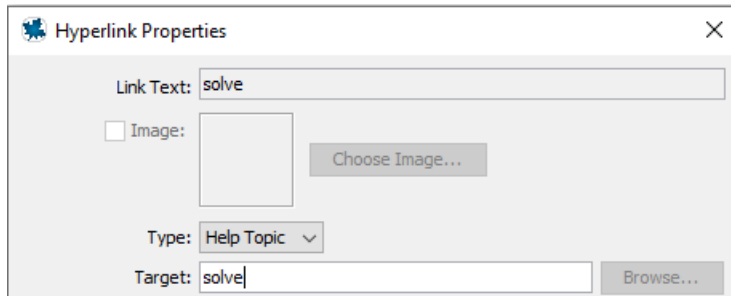 Hyperlink Properties
Link Text: solve
Image:
Choose Image...
Type: Help Topic
Target: solve Browse...